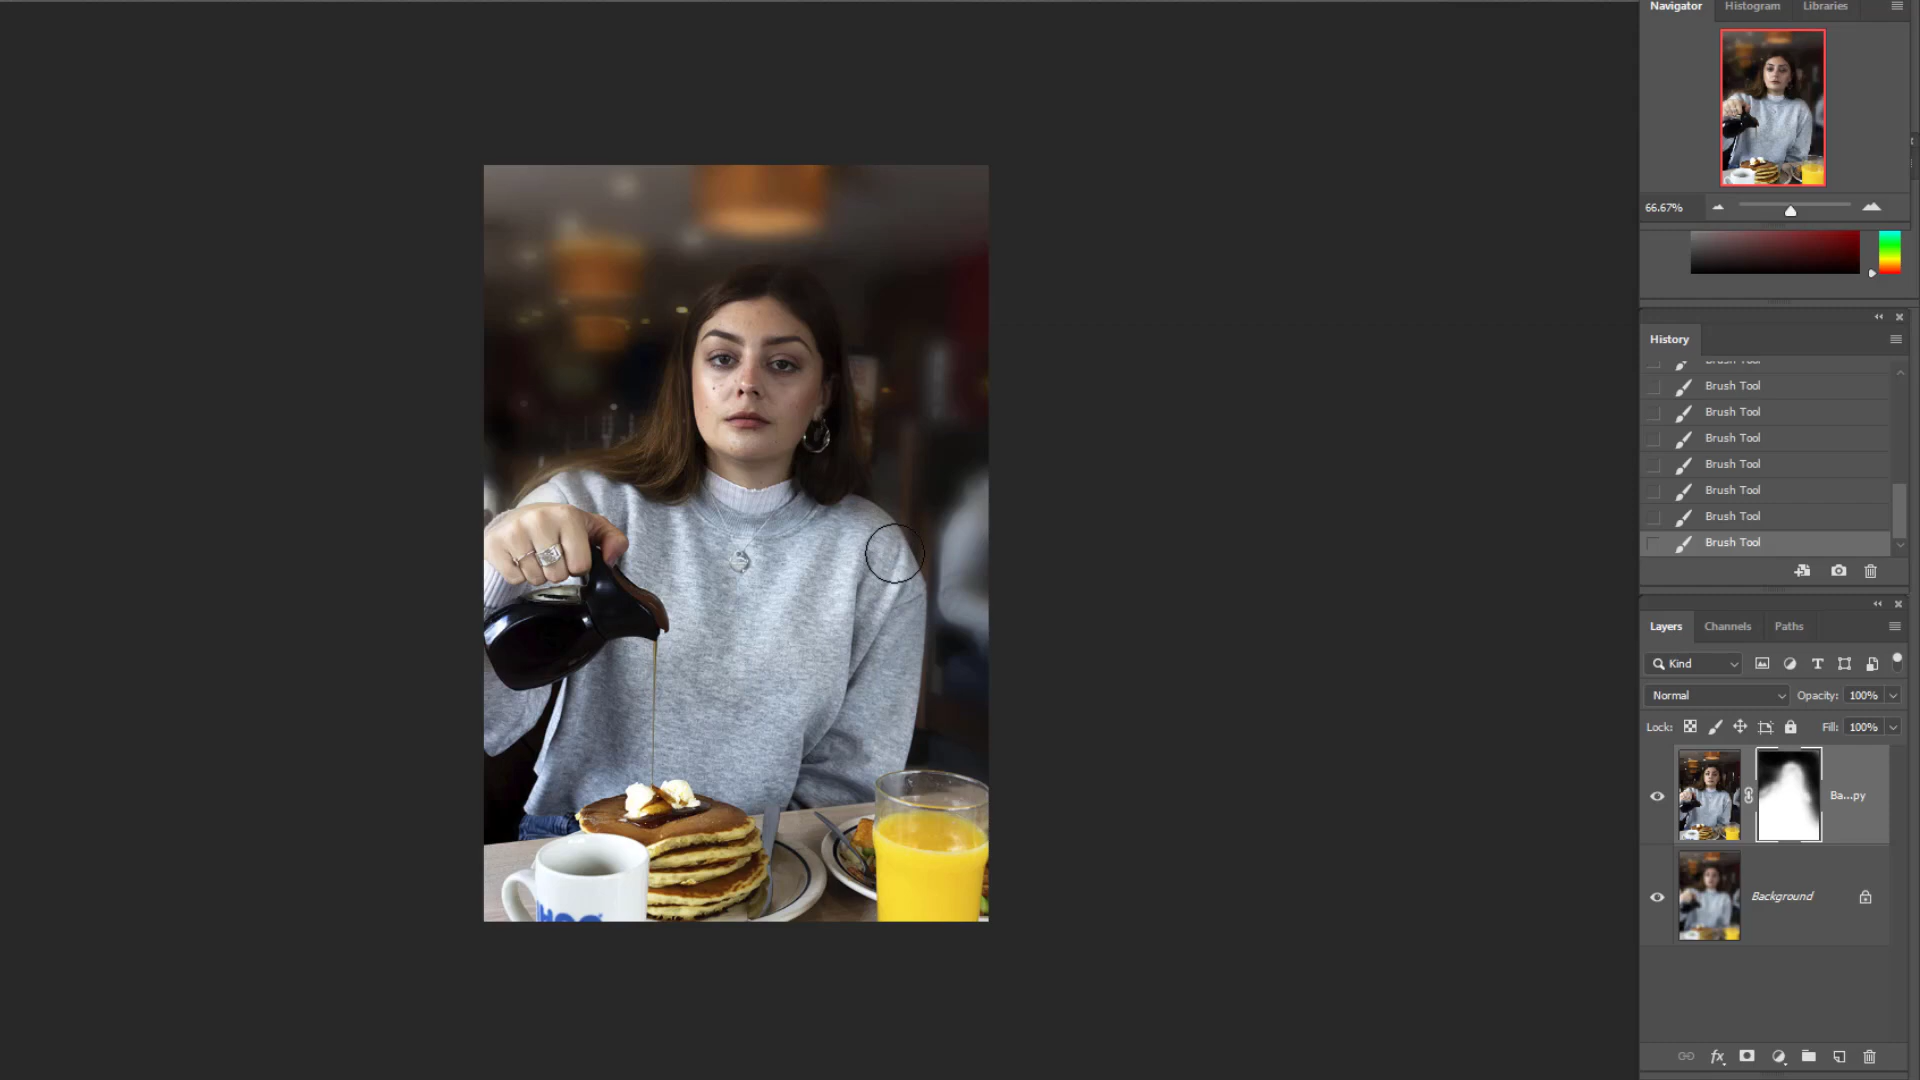 Navigator Histogram Libraries
66.67%
History
Brush Tool
Brush Tool
Brush Tool
Brush Tool
Brush Tool
Brush Tool
Brush Tool
Layers Channels Paths
Kind
Normal Opacity: 100%
Lock: Fill: 100%
Ba...py
Background
fx